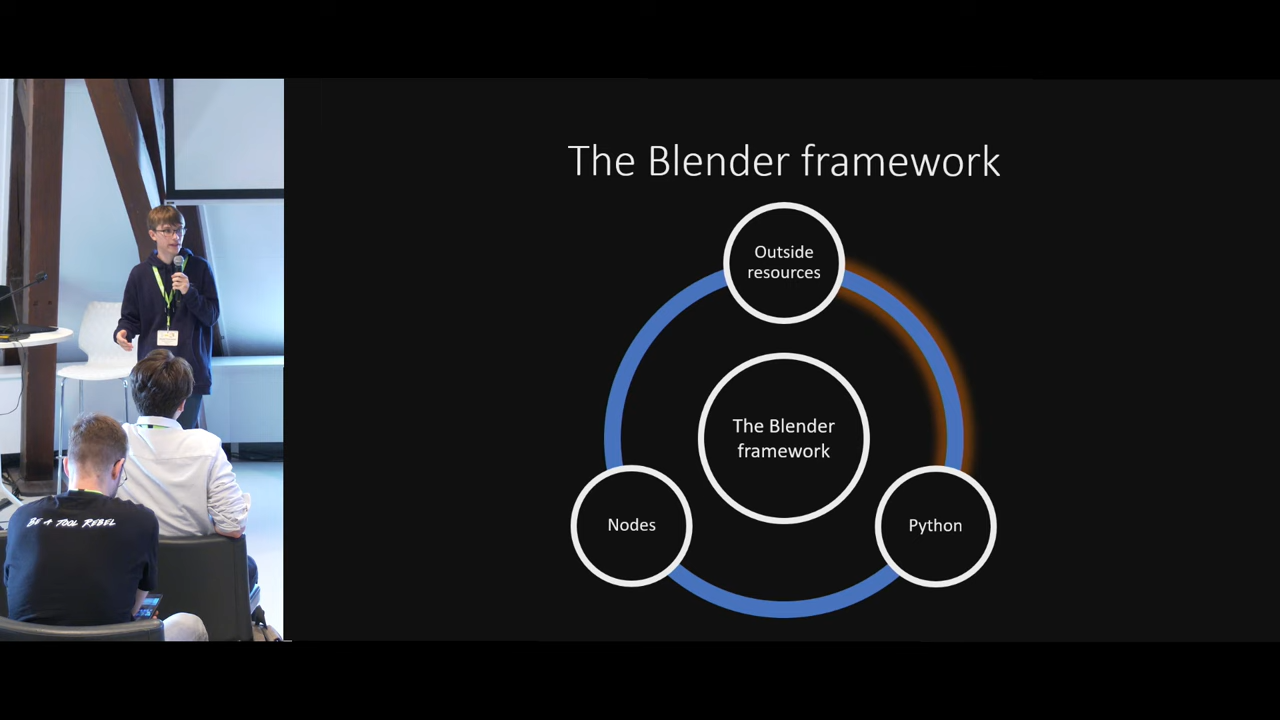 The Blender framework
Outside
resources
The Blender
framework
Nodes
Python
BE A TOOL REBEL